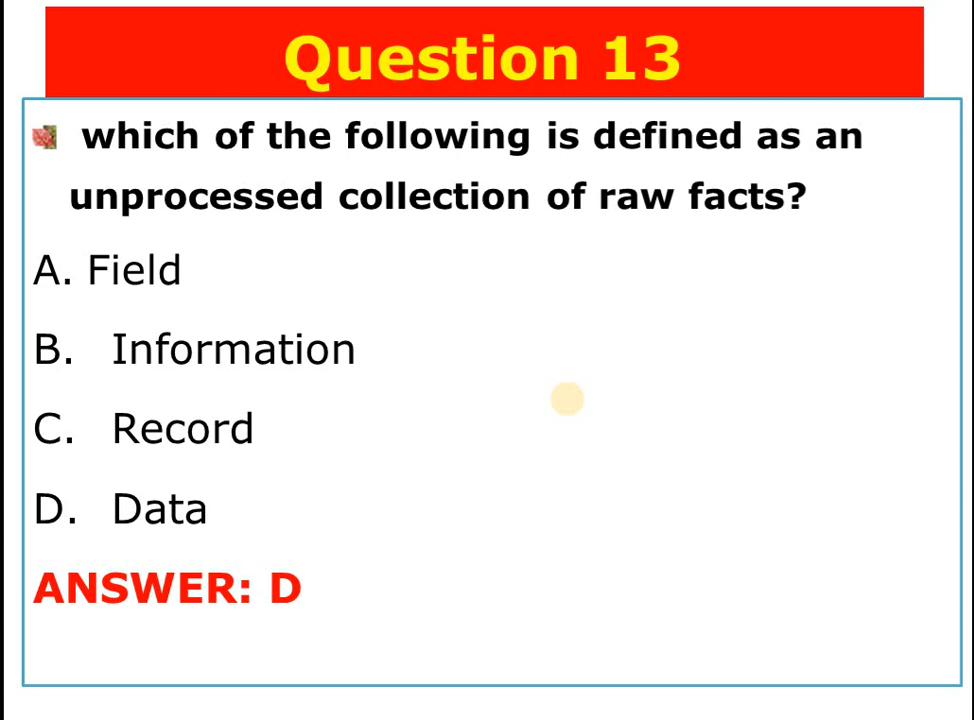 Question 13
which of the following is defined as an
unprocessed collection of raw facts?
A. Field
B. Information
C. Record
D. Data
ANSWER: D